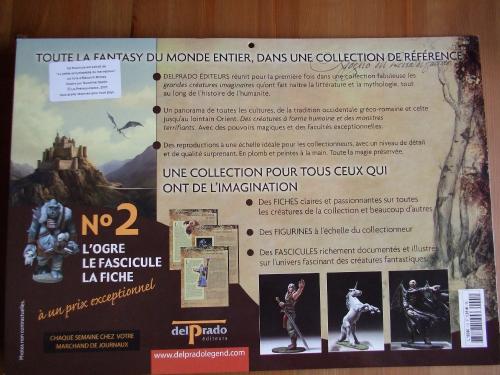 TOUTE LA FANTASY DU MONDE ENTIER, DANS UNE COLLECTION DE RÉFÉRENCE
DELPRADO ÉDITEURS réunit pour la première fois dans une collection fabuleuse les
grandes créatures imaginaires qu'ont fait naître la littérature et la mythologie, tout
au long de l'histoire de l'humanité.
Un panorama de toutes les cultures, de la tradition occidentale gréco-romaine et celte
jusqu'au lointain Orient. Des créatures à forme humaine et des monstres
terrifiants. Avec des pouvoirs magiques et des facultés exceptionnelles.
Des reproductions à une échelle idéale pour les collectionneurs, avec un niveau de détail
et de qualité surprenant. En plomb et peintes à la main. Toute la magie préservée.
UNE COLLECTION POUR TOUS CEUX QUI
ONT DE L'IMAGINATION
Des FICHES claires et passionnantes sur toutes
les créatures de la collection et beaucoup d'autres
Des FIGURINES à l'échelle du collectionneur
Des FASCICULES richement documentés et illustrés
sur l'univers fascinant des créatures fantastiques.
N° 2
L'OGRE
LE FASCICULE
LA FICHE
à un prix exceptionnel
CHAQUE SEMAINE CHEZ VOTRE
MARCHAND DE JOURNAUX
Photos non contractuelles.
delPrado
éditeurs
www.delpradolegend.com